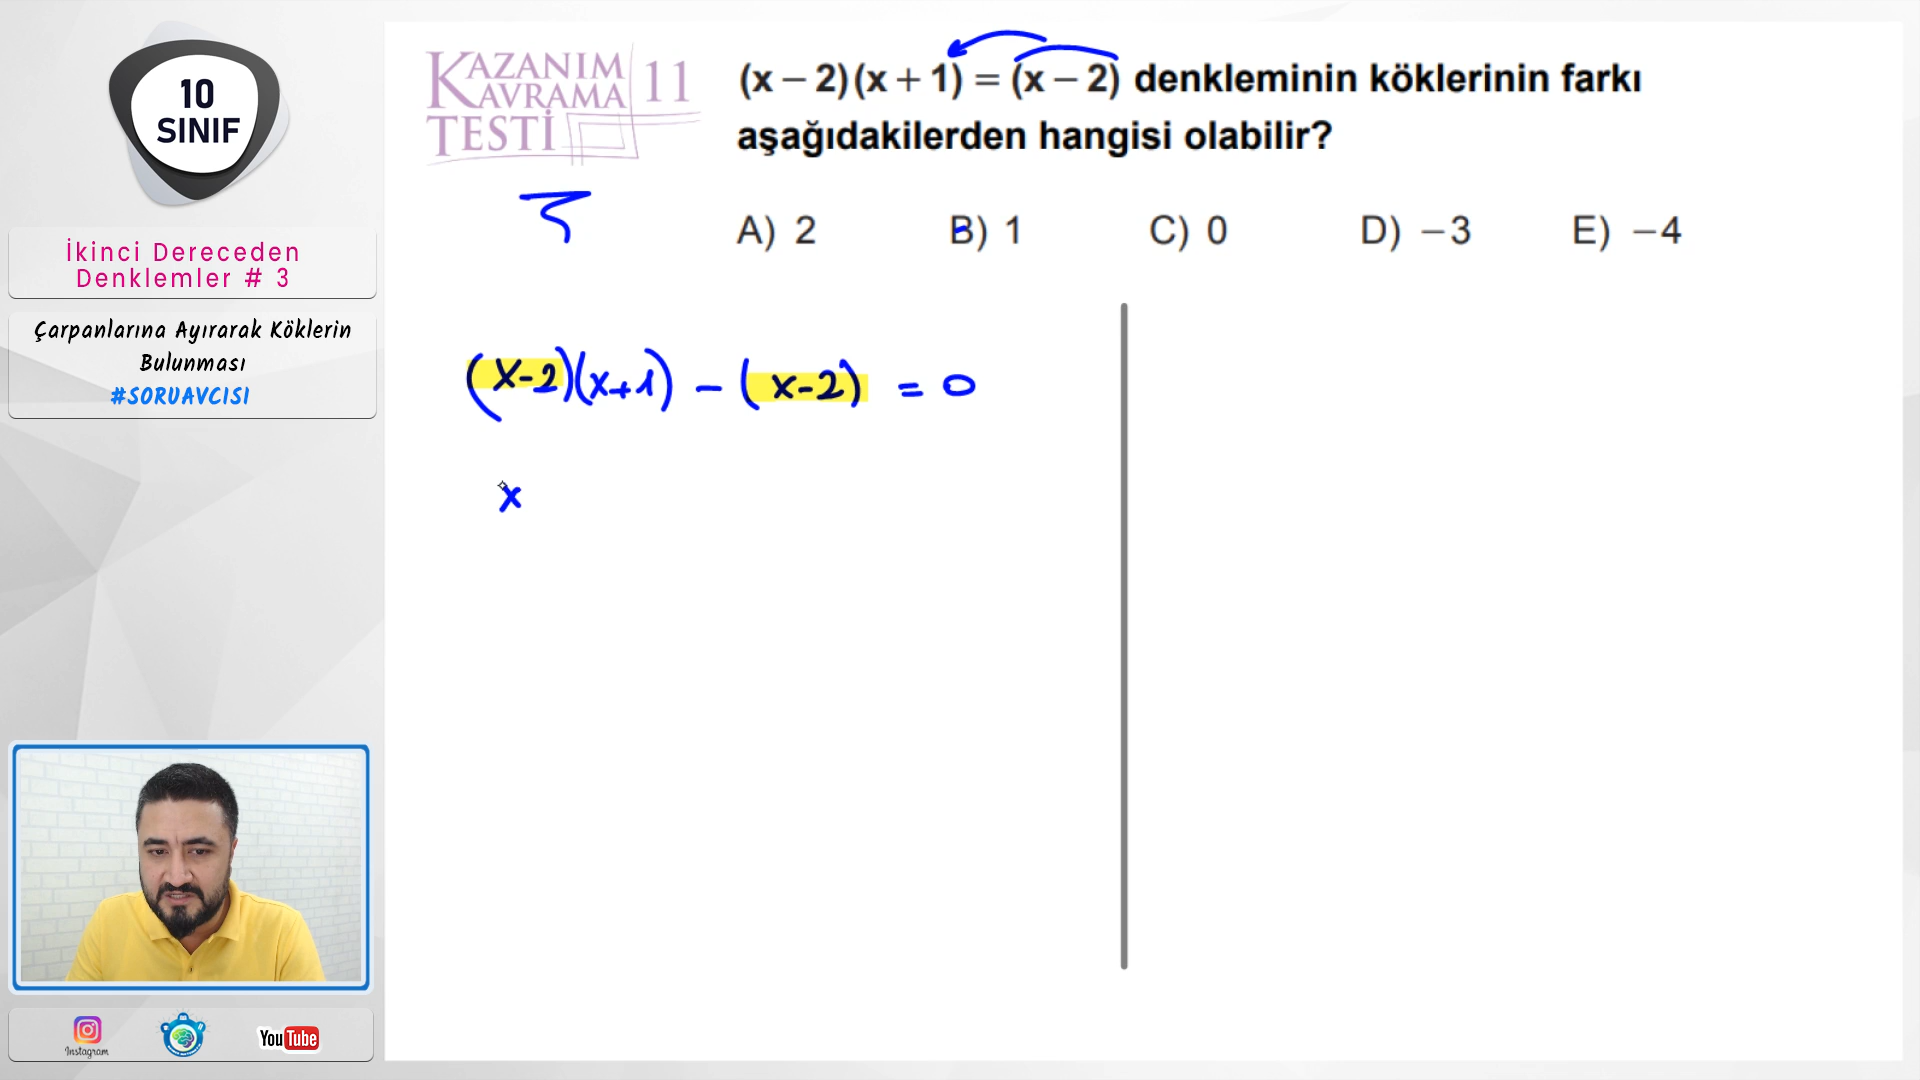 10
SINIF
İkinci Dereceden
Denklemler # 3
Çarpanlarına Ayırarak Köklerin
Bulunması
#SORUAVCISI
KAZANIM
KAVRAMA
TESTİ
11
(x − 2)(x + 1) = (x − 2) denkleminin köklerinin farkı
aşağıdakilerden hangisi olabilir?
A) 2 B) 1 C) 0 D) −3 E) −4
(x-2)(x+1) - (x-2) = 0
x
Instagram
YouTube